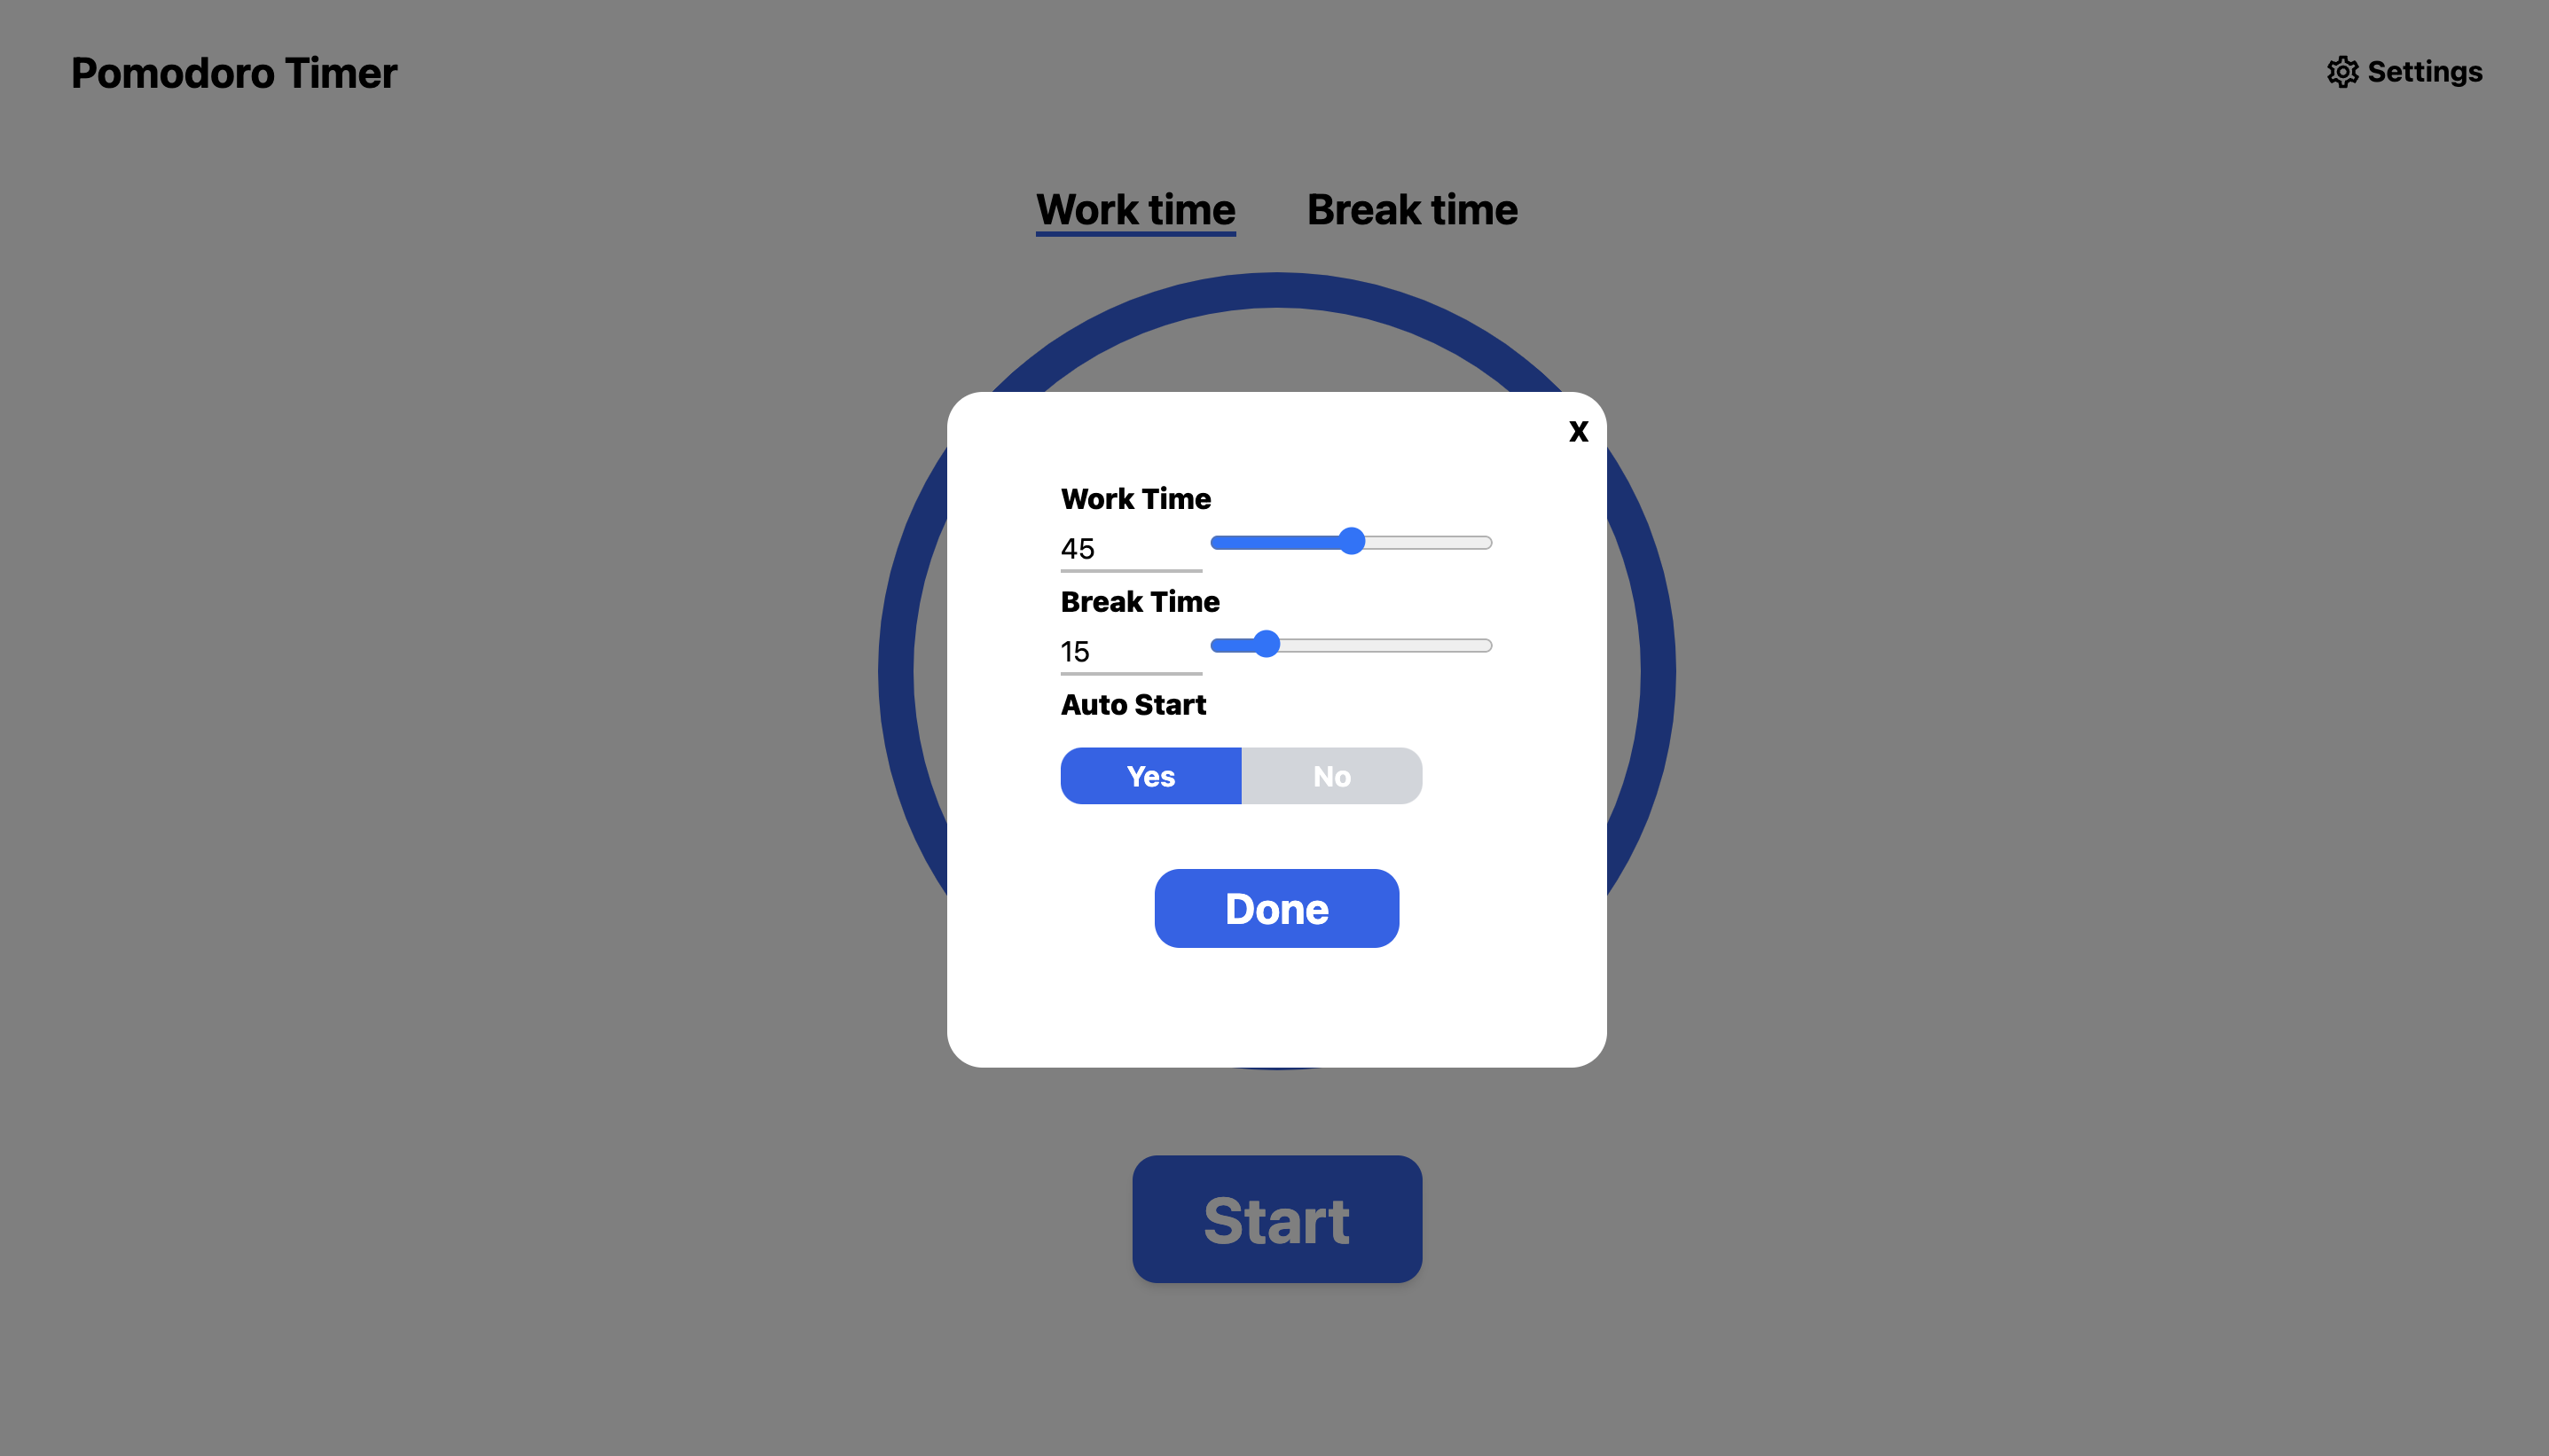 Pomodoro Timer
Settings
Work time Break time
x
Work Time
45
Break Time
15
Auto Start
Yes No
Done
Start